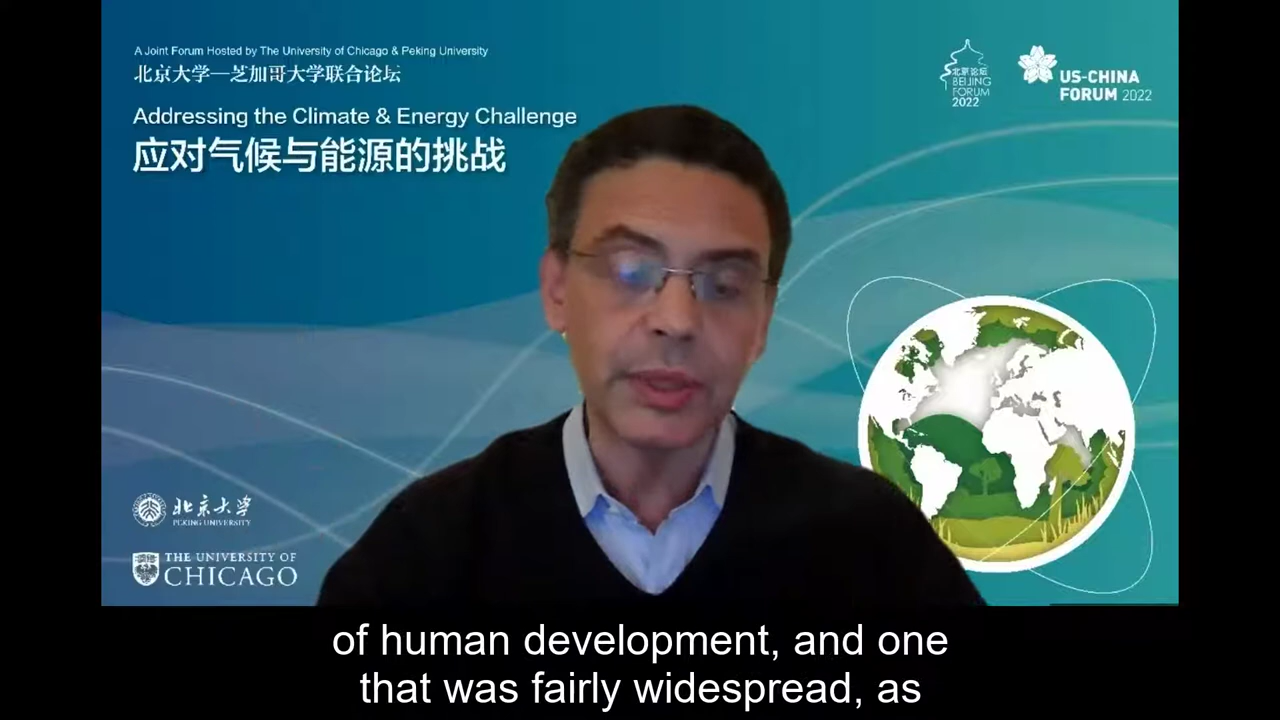 A Joint Forum Hosted by The University of Chicago & Peking University
北京大学—芝加哥大学联合论坛
Addressing the Climate & Energy Challenge
应对气候与能源的挑战
北京论坛
BEIJING
FORUM
2022
US-CHINA
FORUM 2022
北京大学
PEKING UNIVERSITY
THE UNIVERSITY OF
CHICAGO
of human development, and one
that was fairly widespread, as